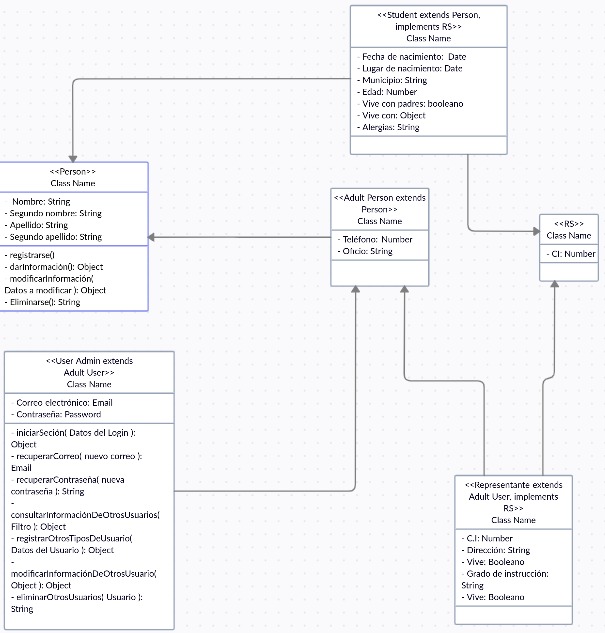 <<Student extends Person,
implements RS>>
Class Name
- Fecha de nacimiento: Date
- Lugar de nacimiento: Date
- Municipio: String
- Edad: Number
- Vive con padres: booleano
- Vive con: Object
- Alergias: String
<<Person>>
Class Name
Nombre: String
- Segundo nombre: String
- Apellido: String
- Segundo apellido: String
- registrarse()
- darInformación(): Object
modificarInformación(
Datos a modificar ): Object
- Eliminarse(): String
<<Adult Person extends
Person>>
Class Name
- Teléfono: Number
- Oficio: String
<<RS>>
Class Name
- CI: Number
<<User Admin extends
Adult User>>
Class Name
- Correo electrónico: Email
- Contraseña: Password
- iniciarSeción( Datos del Login ):
Object
- recuperarCorreo( nuevo correo ):
Email
- recuperarContraseña( nueva
contraseña ): String
-
consultarInformaciónDeOtrosUsuarios(
Filtro ): Object
- registrarOtrosTiposDeUsuario(
Datos del Usuario ): Object
-
modificarInformaciónDeOtrosUsuario(
Object ): Object
- eliminarOtrosUsuarios( Usuario ):
String
<<Representante extends
Adult User, implements
RS>>
Class Name
- C.I: Number
- Dirección: String
- Vive: Booleano
- Grado de instrucción:
String
- Vive: Booleano